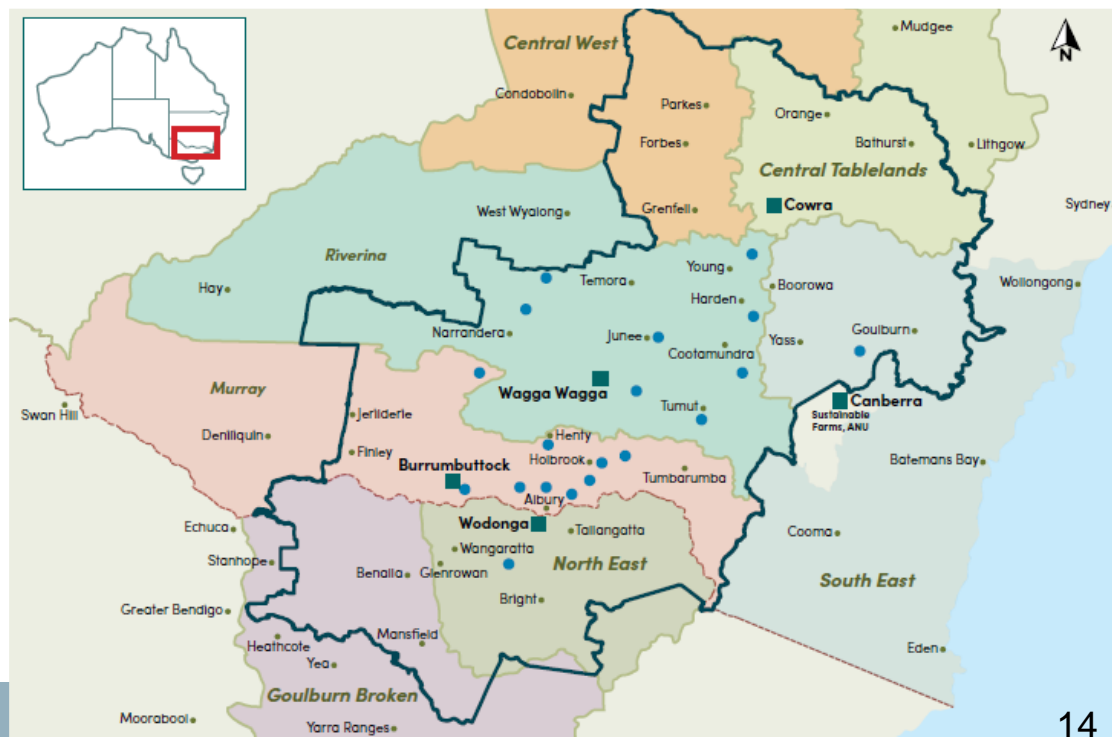 Mudgee
N
Central West
Condobolin
Parkes
Orange
Forbes
Bathurst
Lithgow
Central Tablelands
Cowra
Grenfell
Sydney
West Wyalong
Riverina
Young
Temora
Boorowa
Wollongong
Hay
Harden
Narrandera
Junee
Goulburn
Yass
Cootamundra
Murray
Wagga Wagga
Canberra
Sustainable
Farms, ANU
Swan Hill
Jerilderie
Tumut
Deniliquin
Henty
Finley
Holbrook
Batemans Bay
Burrumbuttock
Tumbarumba
Albury
Wodonga
Echuca
Tallangatta
Cooma
Wangaratta
Stanhope
Glenrowan
North East
Benalla
South East
Bright
Greater Bendigo
Heathcote
Mansfield
Eden
Yea
Goulburn Broken
Moorabool
Yarra Ranges
14